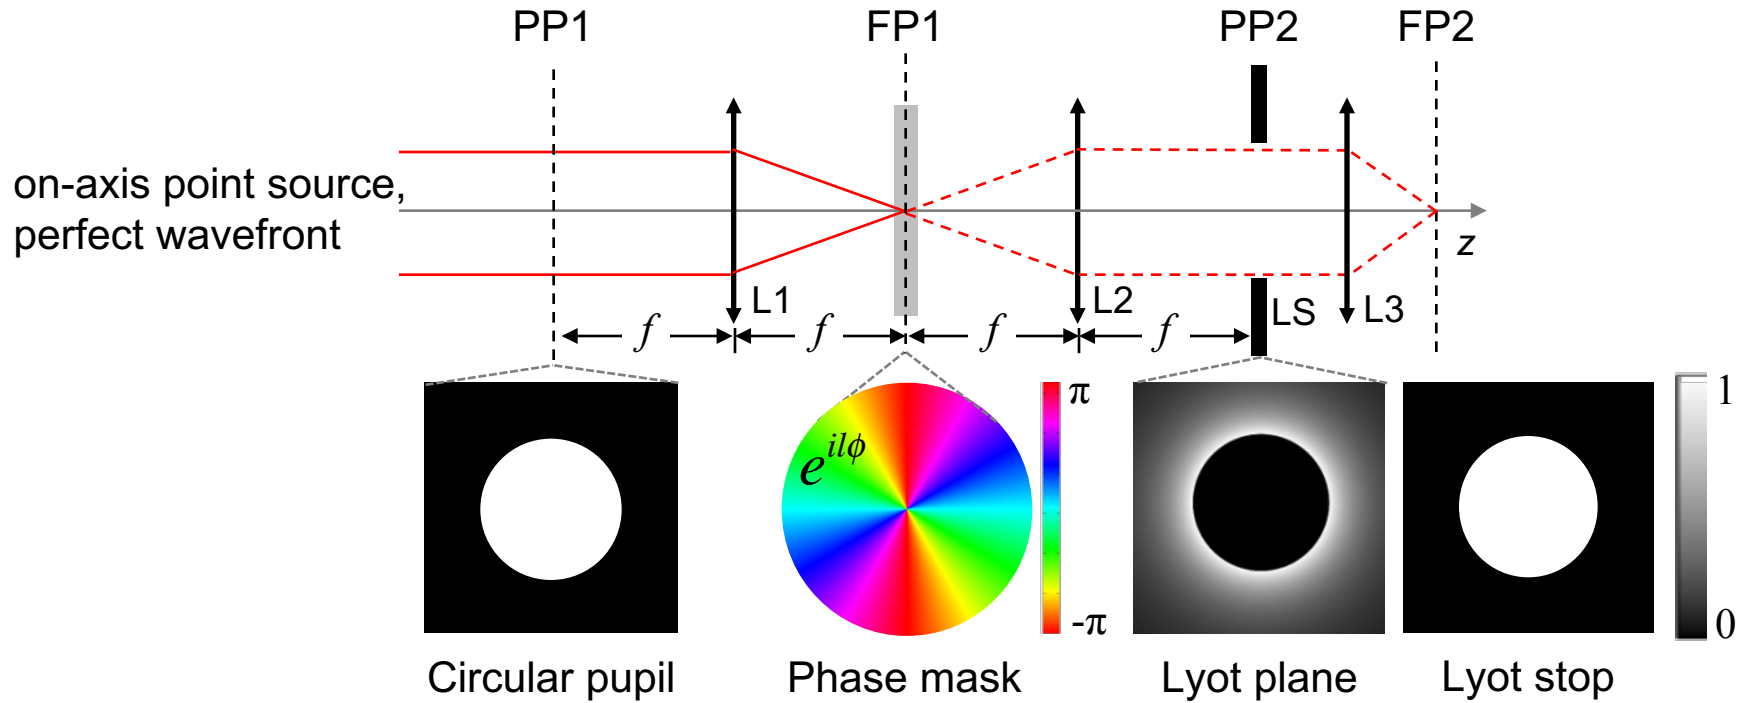 PP1
FP1
PP2
FP2
on-axis point source,
perfect wavefront
z
L1
L2
LS
L3
f
f
f
f
e^{ilϕ}
π
-π
1
0
Circular pupil
Phase mask
Lyot plane
Lyot stop